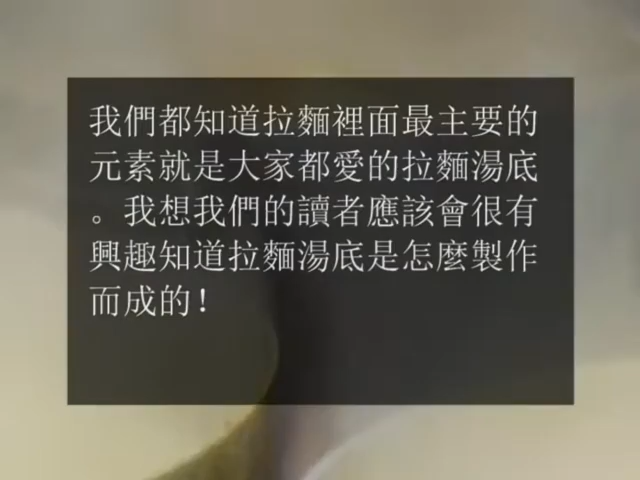 我們都知道拉麵裡面最主要的
元素就是大家都愛的拉麵湯底
。我想我們的讀者應該會很有
興趣知道拉麵湯底是怎麼製作
而成的！